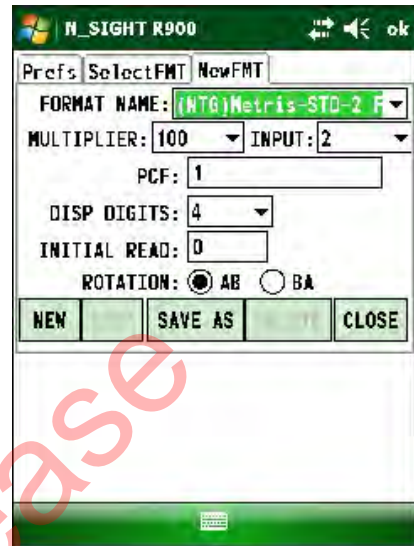 N_SIGHT R900 ok
Prefs SelectFMT NewFMT
FORMAT NAME: (NTG)Metris-STD-2 F
MULTIPLIER: 100 INPUT: 2
PCF: 1
DISP DIGITS: 4
INITIAL READ: 0
ROTATION: AB BA
NEW SAVE AS CLOSE
ase